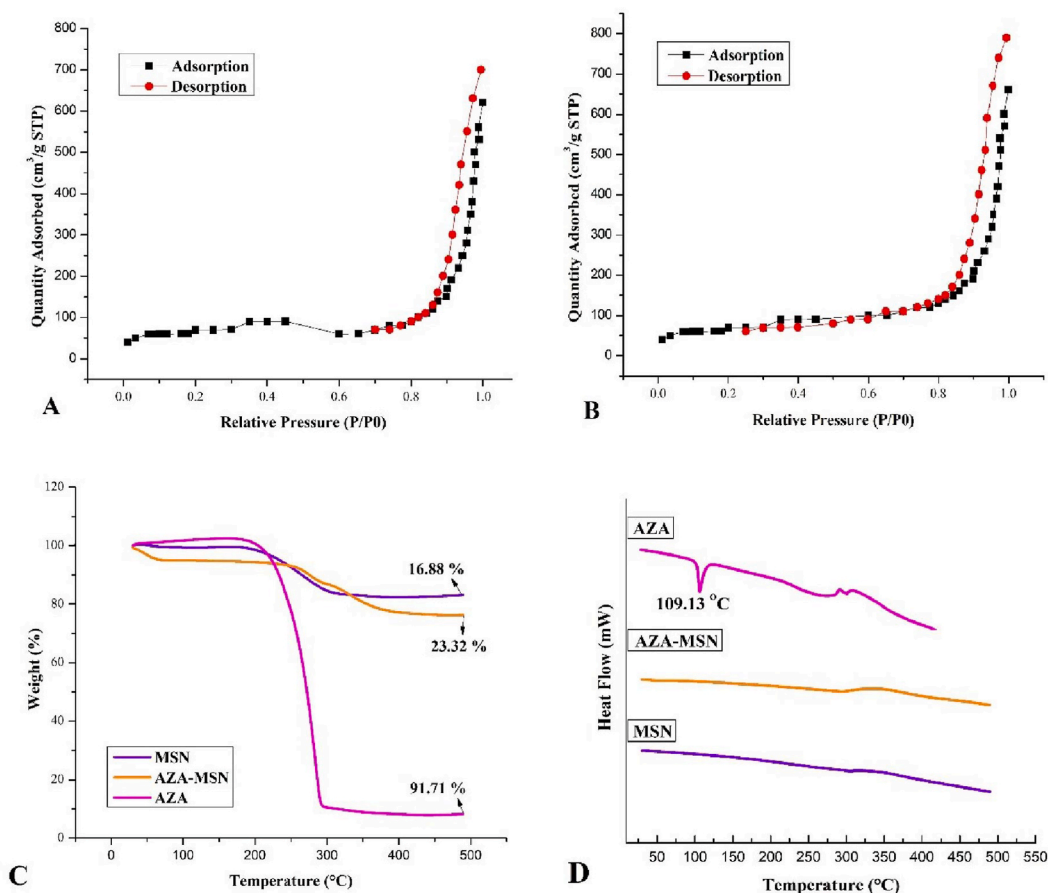 800
700
600
500
400
300
200
100
0
Quantity Adsorbed (cm³/g STP)
Adsorption
Desorption
0.0 0.2 0.4 0.6 0.8 1.0
A
Relative Pressure (P/P0)
800
700
600
500
400
300
200
100
0
Quantity Adsorbed (cm³/g STP)
Adsorption
Desorption
0.0 0.2 0.4 0.6 0.8 1.0
B
Relative Pressure (P/P0)
120
100
80
60
40
20
0
Weight (%)
16.88 %
23.32 %
91.71 %
MSN
AZA-MSN
AZA
0 100 200 300 400 500
C
Temperature (°C)
Heat Flow (mW)
AZA
109.13 °C
AZA-MSN
MSN
50 100 150 200 250 300 350 400 450 500 550
D
Temperature (°C)